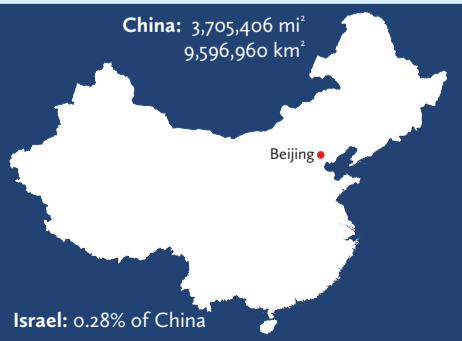 China: 3,705,406 mi²
9,596,960 km²
Beijing
Israel: 0.28% of China